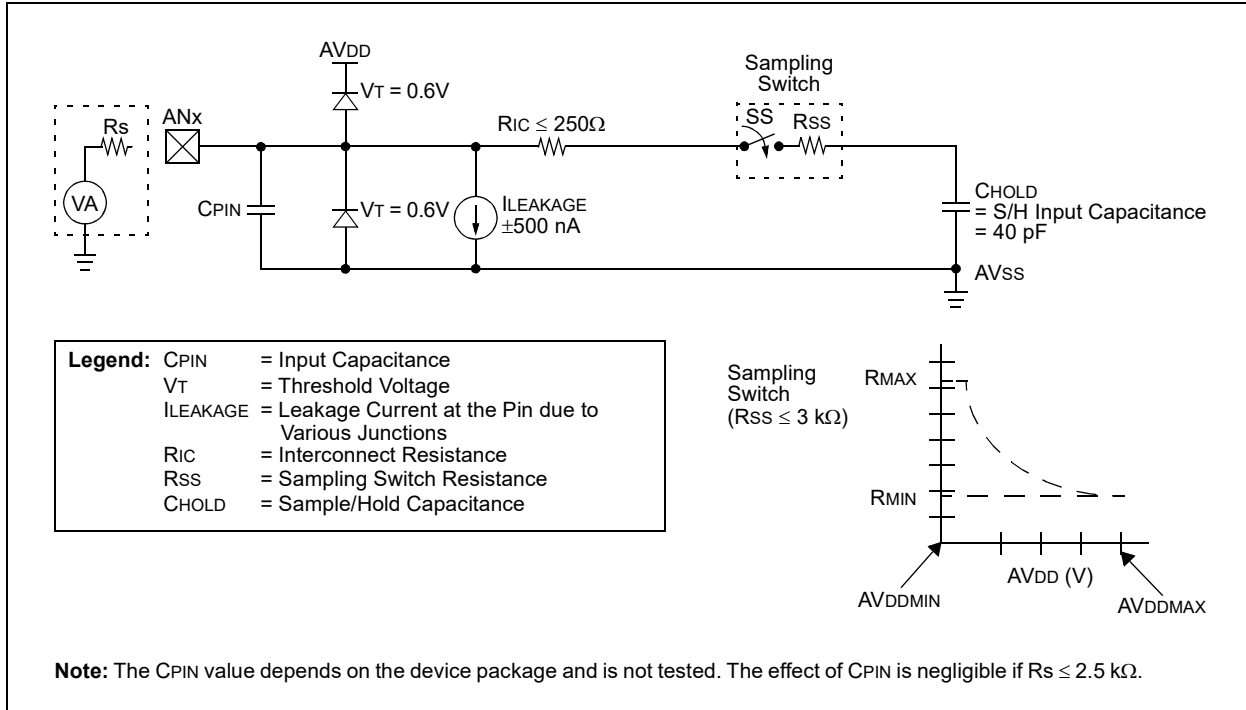 AVDD
VT = 0.6V
Sampling
Switch
Rs
ANx
RIC ≤ 250Ω
SS
RSS
VA
CPIN
VT = 0.6V
ILEAKAGE
±500 nA
CHOLD
= S/H Input Capacitance
= 40 pF
AVSS
Legend: CPIN = Input Capacitance
VT = Threshold Voltage
ILEAKAGE = Leakage Current at the Pin due to
Various Junctions
RIC = Interconnect Resistance
RSS = Sampling Switch Resistance
CHOLD = Sample/Hold Capacitance
Sampling
Switch
(RSS ≤ 3 kΩ)
RMAX
RMIN
AVDD (V)
AVDDMIN
AVDDMAX
Note: The CPIN value depends on the device package and is not tested. The effect of CPIN is negligible if Rs ≤ 2.5 kΩ.